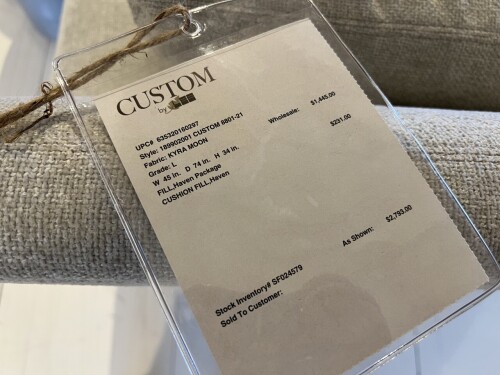 CUSTOM
by
UPC# 635320160297
Style: 189902001 CUSTOM 8801-21
Fabric: KYRA MOON
Grade: L
Wholesale: $1,445.00
W 45 in. D 74 in. H 34 in.
FILL,Haven Package $231.00
CUSHION FILL,Haven
As Shown: $2,793.00
Stock Inventory# SF024579
Sold To Customer: